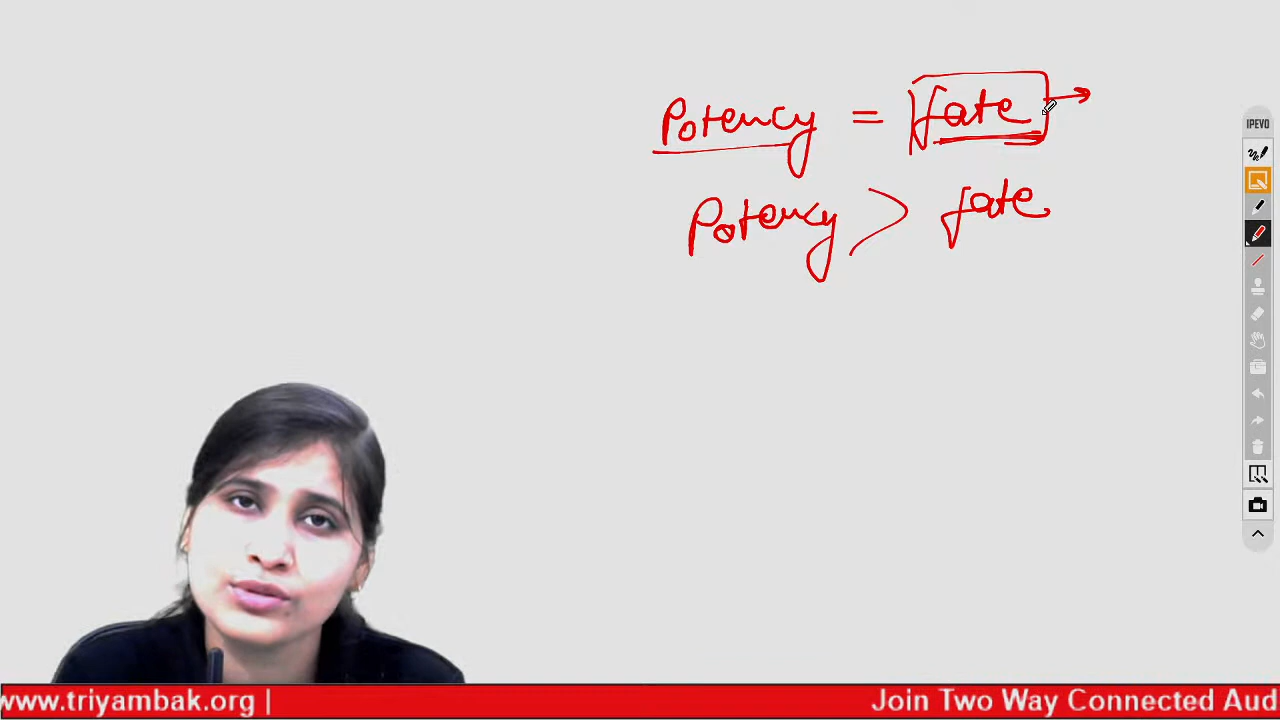 Potency = fate
Potency > fate
IPEVO
www.triyambak.org | Join Two Way Connected Aud